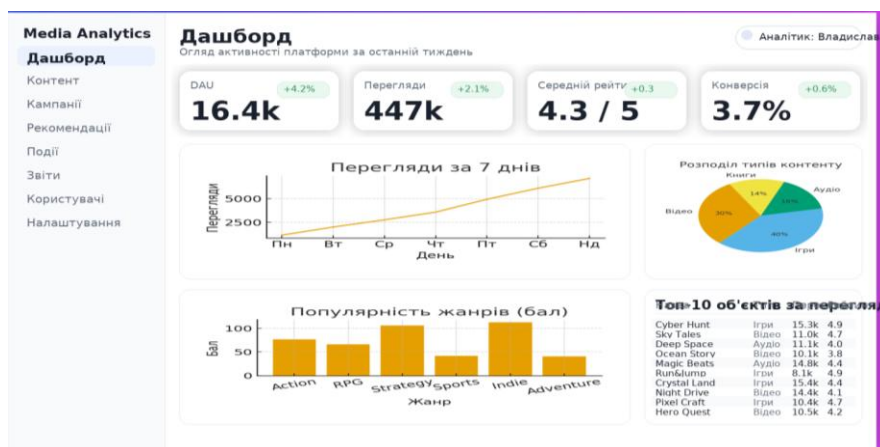 Media Analytics
Дашборд
Контент
Кампанії
Рекомендації
Події
Звіти
Користувачі
Налаштування
Дашборд
Огляд активності платформи за останній тиждень
Аналітик: Владислав
DAU
+4.2%
16.4k
Перегляди
+2.1%
447k
Середній рейти
+0.3
4.3 / 5
Конверсія
+0.6%
3.7%
Перегляди за 7 днів
Перегляди
5000
2500
Пн Вт Ср Чт Пт Сб Нд
День
Розподіл типів контенту
Книги
Аудіо
Відео
Ігри
14%
16%
30%
40%
Популярність жанрів (бал)
Бал
100
50
0
Action RPG Strategy Sports Indie Adventure
Жанр
Топ-10 об'єктів за перегля
Cyber Hunt Ігри 15.3k 4.9
Sky Tales Відео 11.0k 4.7
Deep Space Аудіо 11.1k 4.0
Ocean Story Відео 10.1k 3.8
Magic Beats Аудіо 14.8k 4.4
Run&Jump Ігри 8.1k 4.9
Crystal Land Ігри 15.4k 4.4
Night Drive Відео 14.4k 4.1
Pixel Craft Ігри 10.4k 4.7
Hero Quest Відео 10.5k 4.2